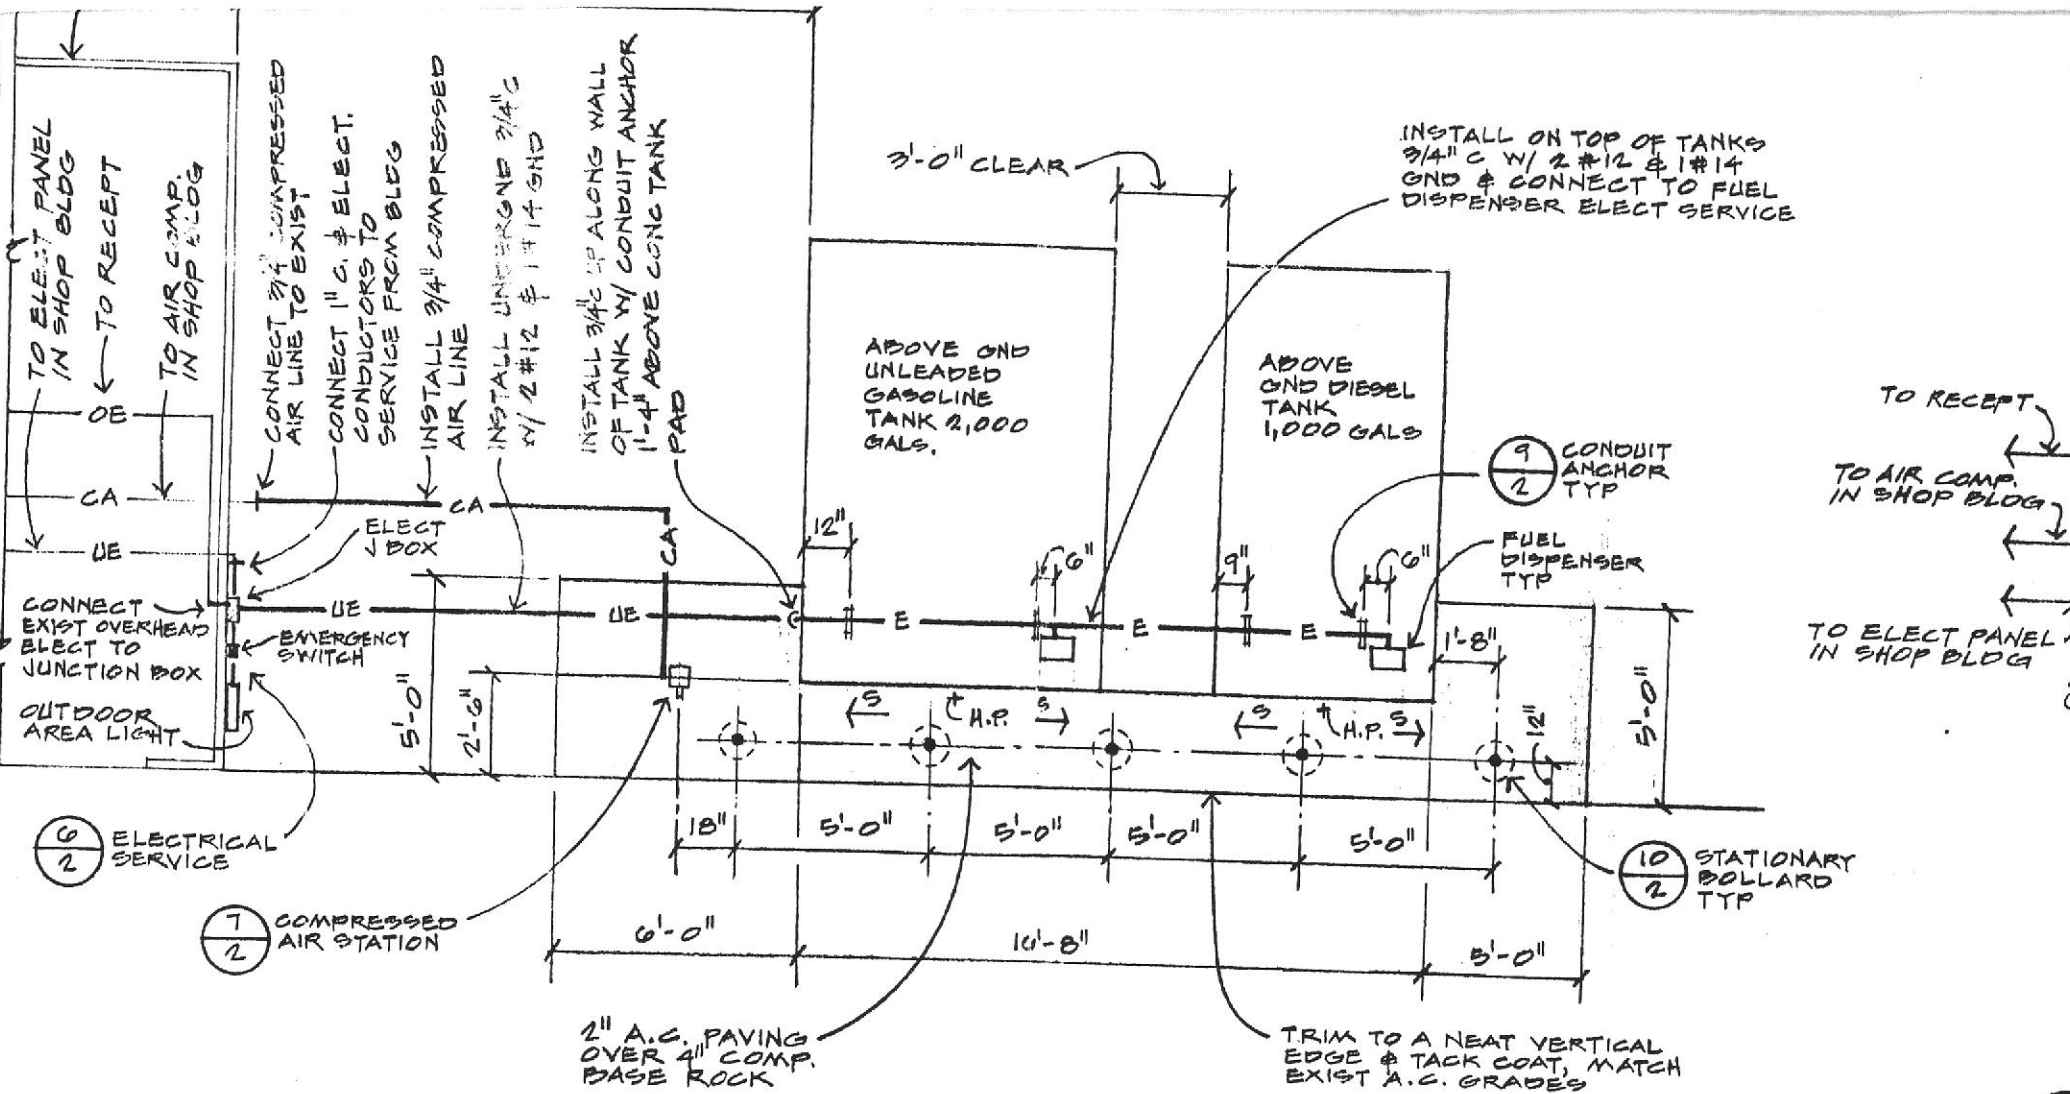 TO ELECT PANEL
IN SHOP BLDG
TO RECEPT
TO AIR COMP.
IN SHOP BLDG
CONNECT 3/4" COMPRESSED
AIR LINE TO EXIST
CONNECT 1" C. & ELECT.
CONDUCTORS TO
SERVICE FROM BLDG
INSTALL 3/4" COMPRESSED
AIR LINE
INSTALL UNDERGND 3/4" C
W/ 2 #12 & 1 #14 GND
INSTALL 3/4" C UP ALONG WALL
OF TANK W/ CONDUIT ANCHOR
1'-4" ABOVE CONC TANK
PAD
3'-0" CLEAR
INSTALL ON TOP OF TANKS
3/4" C W/ 2 #12 & 1 #14
GND & CONNECT TO FUEL
DISPENSER ELECT SERVICE
ABOVE GND
UNLEADED
GASOLINE
TANK 2,000
GALS.
ABOVE
GND DIESEL
TANK
1,000 GALS
9
2
CONDUIT
ANCHOR
TYP
TO RECEPT
TO AIR COMP.
IN SHOP BLDG
TO ELECT PANEL
IN SHOP BLDG
OE
CA
UE
CA
CA
ELECT
J BOX
12"
6"
9"
6"
FUEL
DISPENSER
TYP
CONNECT
EXIST OVERHEAD
ELECT TO
JUNCTION BOX
UE
UE
E
E
E
EMERGENCY
SWITCH
OUTDOOR
AREA LIGHT
5'-0"
2'-6"
1'-8"
5'-0"
12"
S
H.P.
S
S
H.P.
S
18"
5'-0"
5'-0"
5'-0"
5'-0"
6
2
ELECTRICAL
SERVICE
10
2
STATIONARY
BOLLARD
TYP
7
2
COMPRESSED
AIR STATION
6'-0"
5'-0"
2" A.C. PAVING
OVER 4" COMP.
BASE ROCK
TRIM TO A NEAT VERTICAL
EDGE & TACK COAT, MATCH
EXIST A.C. GRADES